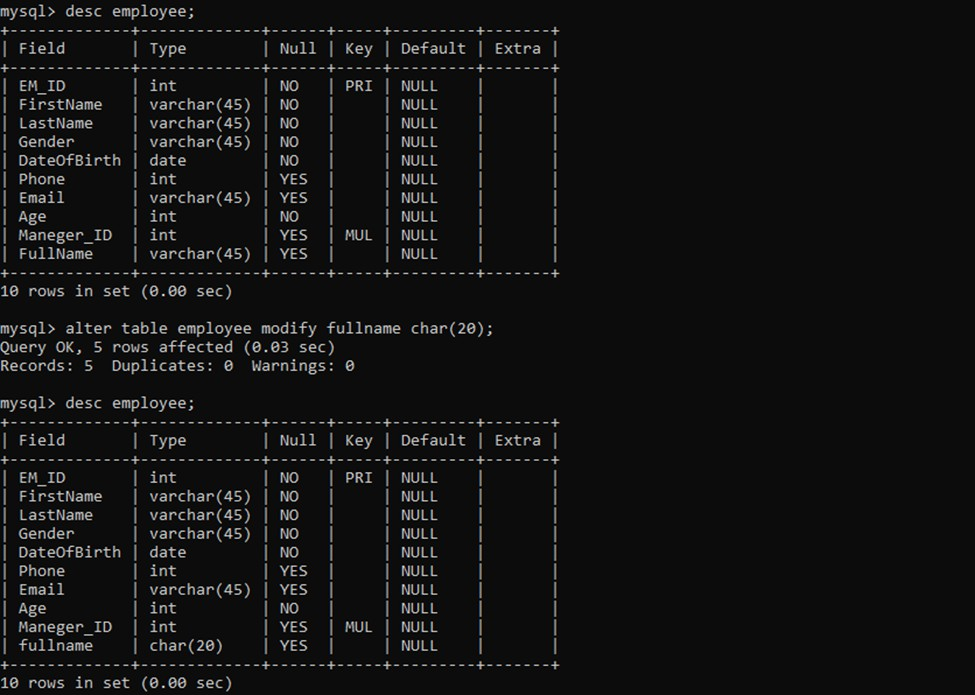 mysql> desc employee;
+-------------+-------------+------+-----+---------+-------+
| Field       | Type        | Null | Key | Default | Extra |
+-------------+-------------+------+-----+---------+-------+
| EM_ID       | int         | NO   | PRI | NULL    |       |
| FirstName   | varchar(45) | NO   |     | NULL    |       |
| LastName    | varchar(45) | NO   |     | NULL    |       |
| Gender      | varchar(45) | NO   |     | NULL    |       |
| DateOfBirth | date        | NO   |     | NULL    |       |
| Phone       | int         | YES  |     | NULL    |       |
| Email       | varchar(45) | YES  |     | NULL    |       |
| Age         | int         | NO   |     | NULL    |       |
| Maneger_ID  | int         | YES  | MUL | NULL    |       |
| FullName    | varchar(45) | YES  |     | NULL    |       |
+-------------+-------------+------+-----+---------+-------+
10 rows in set (0.00 sec)
mysql> alter table employee modify fullname char(20);
Query OK, 5 rows affected (0.03 sec)
Records: 5  Duplicates: 0  Warnings: 0
mysql> desc employee;
+-------------+-------------+------+-----+---------+-------+
| Field       | Type        | Null | Key | Default | Extra |
+-------------+-------------+------+-----+---------+-------+
| EM_ID       | int         | NO   | PRI | NULL    |       |
| FirstName   | varchar(45) | NO   |     | NULL    |       |
| LastName    | varchar(45) | NO   |     | NULL    |       |
| Gender      | varchar(45) | NO   |     | NULL    |       |
| DateOfBirth | date        | NO   |     | NULL    |       |
| Phone       | int         | YES  |     | NULL    |       |
| Email       | varchar(45) | YES  |     | NULL    |       |
| Age         | int         | NO   |     | NULL    |       |
| Maneger_ID  | int         | YES  | MUL | NULL    |       |
| fullname    | char(20)    | YES  |     | NULL    |       |
+-------------+-------------+------+-----+---------+-------+
10 rows in set (0.00 sec)